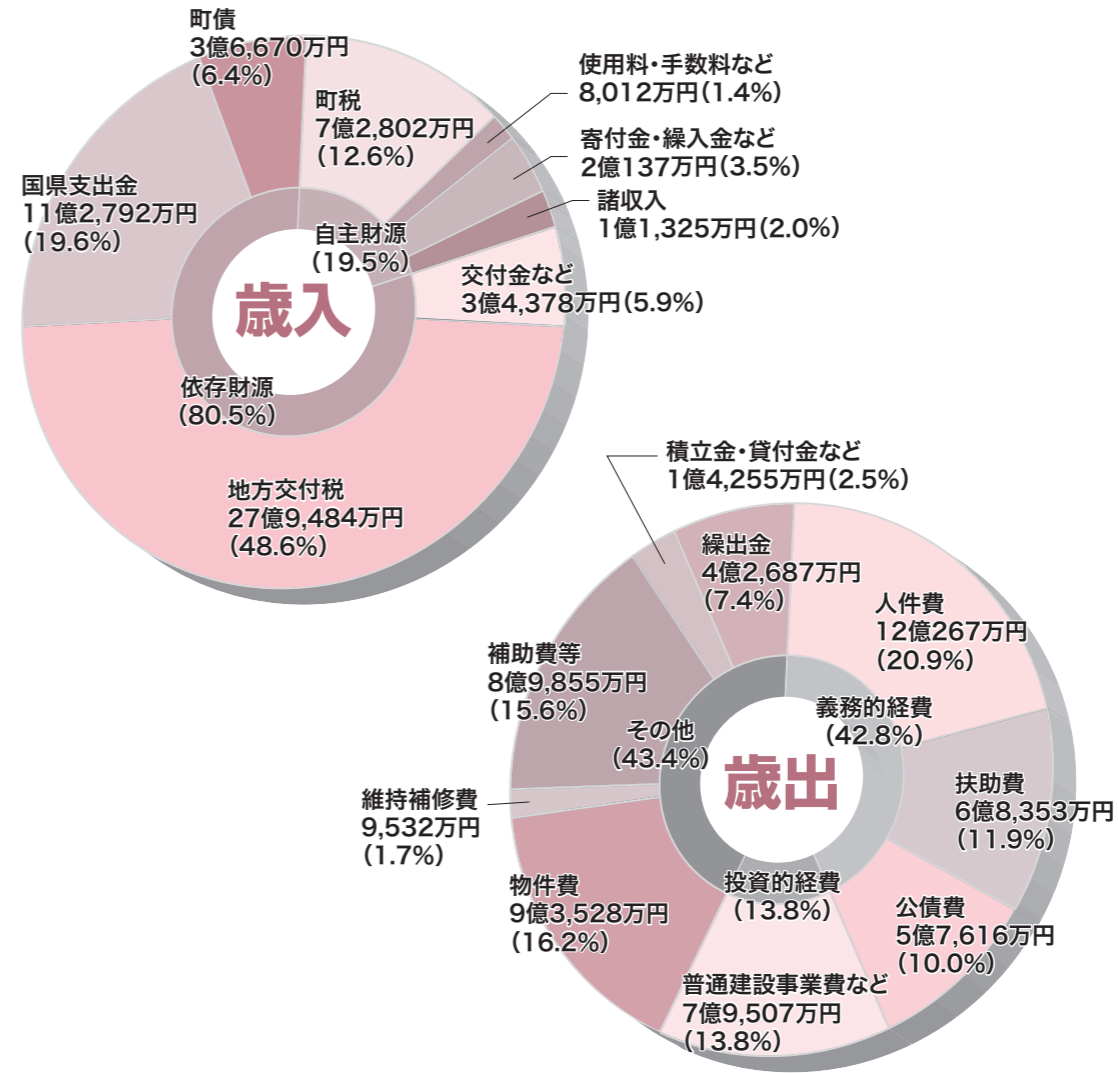 町債
3億6,670万円
(6.4%)
町税
7億2,802万円
(12.6%)
使用料・手数料など
8,012万円(1.4%)
寄付金・繰入金など
2億137万円(3.5%)
諸収入
1億1,325万円(2.0%)
国県支出金
11億2,792万円
(19.6%)
自主財源
(19.5%)
交付金など
3億4,378万円(5.9%)
歳入
依存財源
(80.5%)
地方交付税
27億9,484万円
(48.6%)
積立金・貸付金など
1億4,255万円(2.5%)
繰出金
4億2,687万円
(7.4%)
人件費
12億267万円
(20.9%)
補助費等
8億9,855万円
(15.6%)
その他
(43.4%)
義務的経費
(42.8%)
歳出
扶助費
6億8,353万円
(11.9%)
維持補修費
9,532万円
(1.7%)
物件費
9億3,528万円
(16.2%)
投資的経費
(13.8%)
公債費
5億7,616万円
(10.0%)
普通建設事業費など
7億9,507万円
(13.8%)